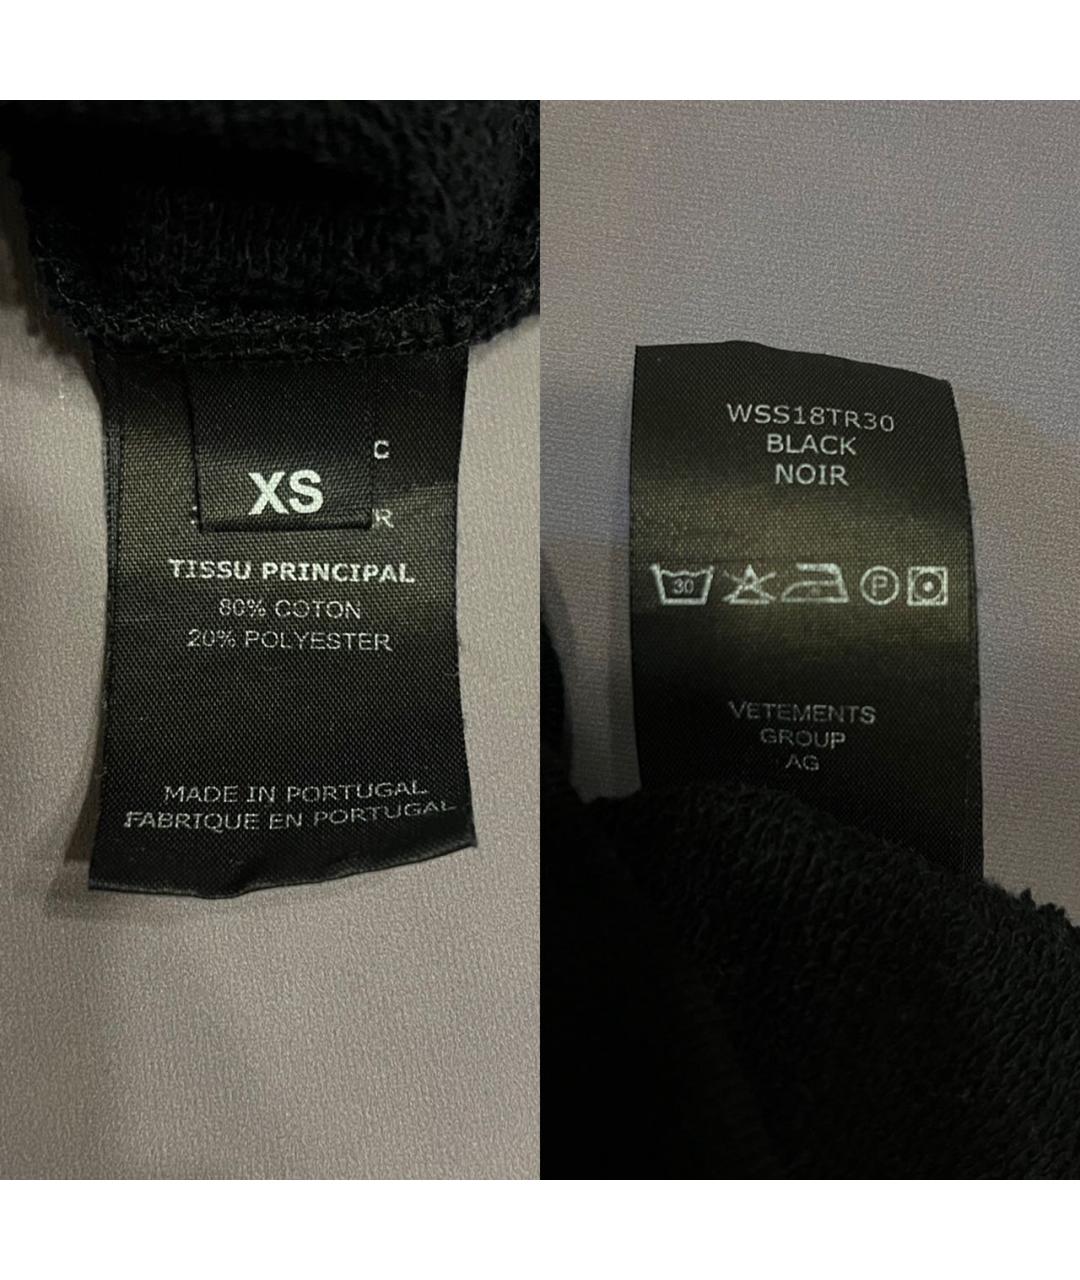 C
XS
R
TISSU PRINCIPAL
80% COTON
20% POLYESTER
MADE IN PORTUGAL
FABRIQUE EN PORTUGAL
WSS18TR30
BLACK
NOIR
30
P
VETEMENTS
GROUP
AG